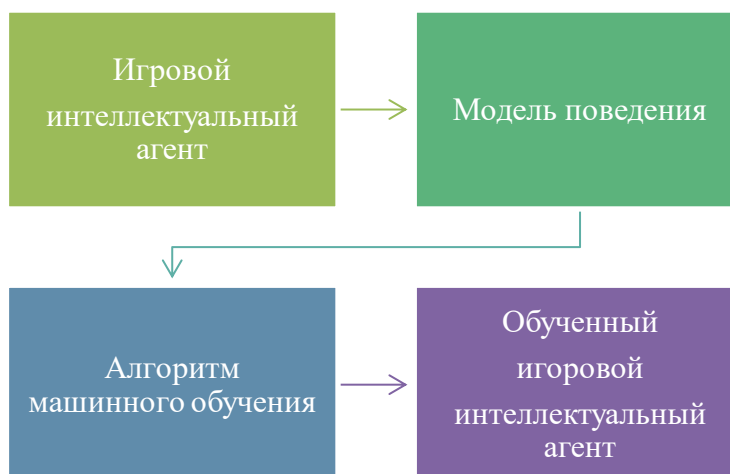 Игровой
интеллектуальный
агент
Модель поведения
Алгоритм
машинного обучения
Обученный
игоровой
интеллектуальный
агент